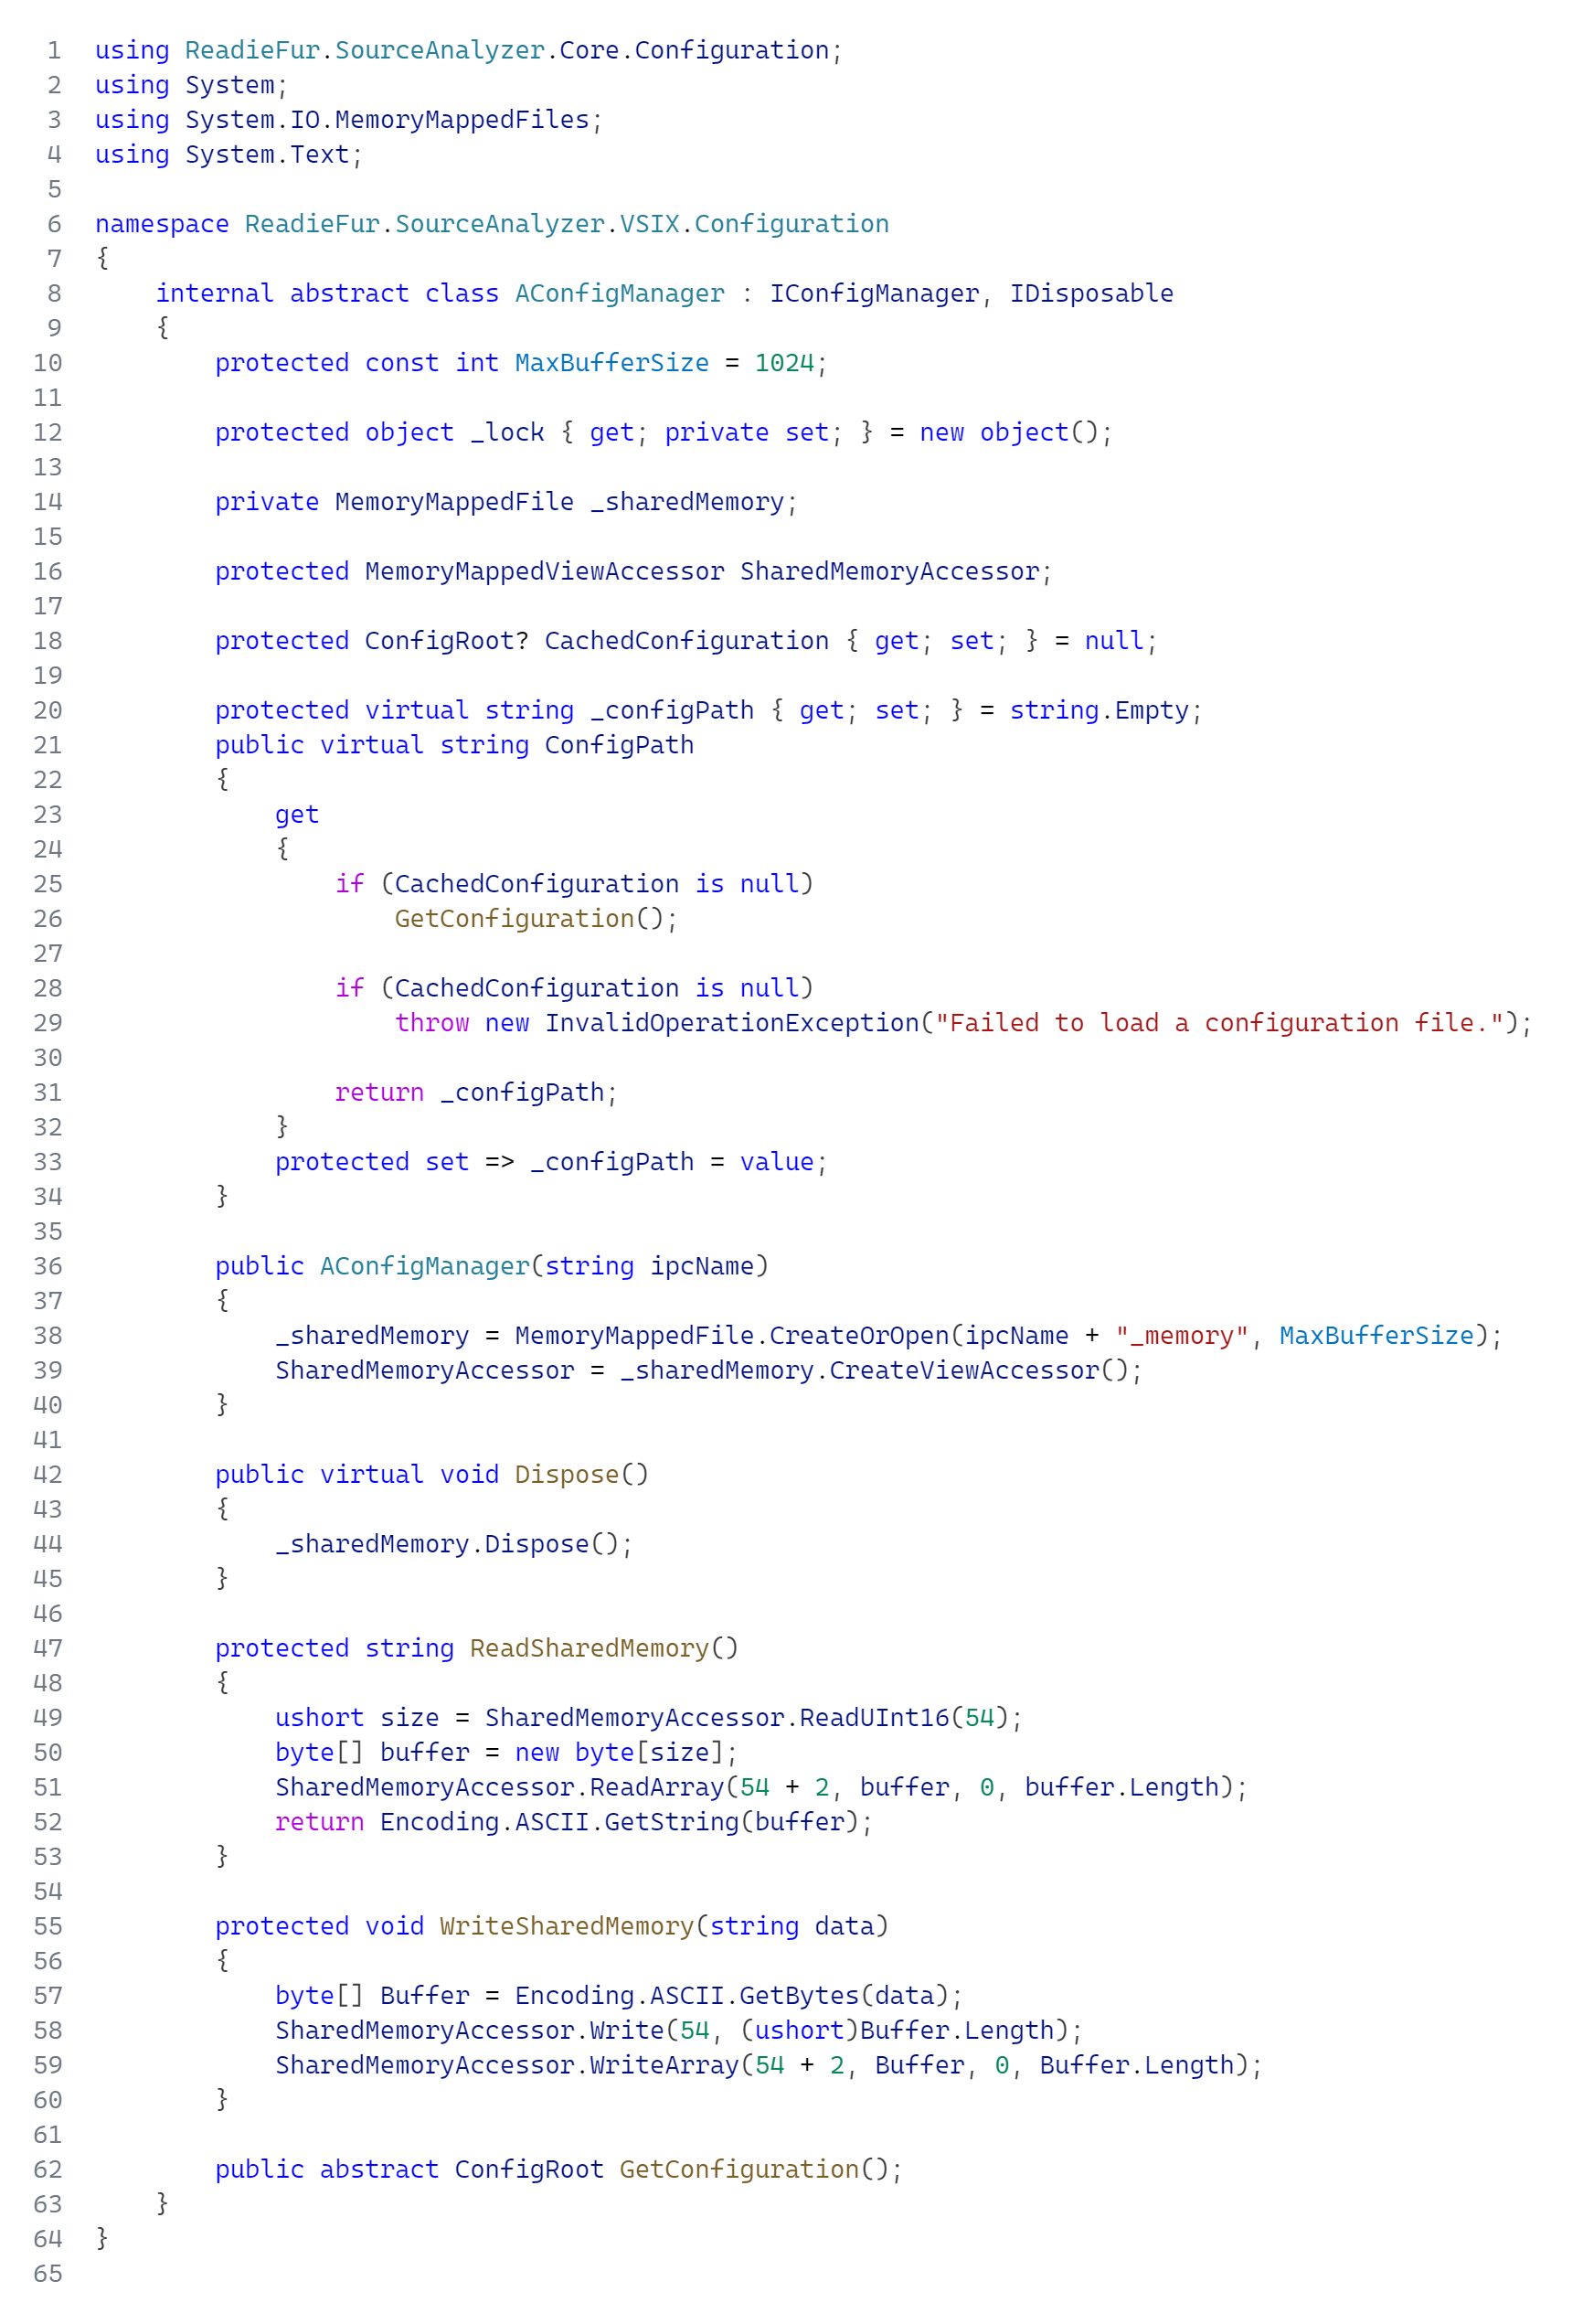 1 using ReadieFur.SourceAnalyzer.Core.Configuration;
2 using System;
3 using System.IO.MemoryMappedFiles;
4 using System.Text;
5
6 namespace ReadieFur.SourceAnalyzer.VSIX.Configuration
7 {
8     internal abstract class AConfigManager : IConfigManager, IDisposable
9     {
10         protected const int MaxBufferSize = 1024;
11
12         protected object _lock { get; private set; } = new object();
13
14         private MemoryMappedFile _sharedMemory;
15
16         protected MemoryMappedViewAccessor SharedMemoryAccessor;
17
18         protected ConfigRoot? CachedConfiguration { get; set; } = null;
19
20         protected virtual string _configPath { get; set; } = string.Empty;
21         public virtual string ConfigPath
22         {
23             get
24             {
25                 if (CachedConfiguration is null)
26                     GetConfiguration();
27
28                 if (CachedConfiguration is null)
29                     throw new InvalidOperationException("Failed to load a configuration file.");
30
31                 return _configPath;
32             }
33             protected set => _configPath = value;
34         }
35
36         public AConfigManager(string ipcName)
37         {
38             _sharedMemory = MemoryMappedFile.CreateOrOpen(ipcName + "_memory", MaxBufferSize);
39             SharedMemoryAccessor = _sharedMemory.CreateViewAccessor();
40         }
41
42         public virtual void Dispose()
43         {
44             _sharedMemory.Dispose();
45         }
46
47         protected string ReadSharedMemory()
48         {
49             ushort size = SharedMemoryAccessor.ReadUInt16(54);
50             byte[] buffer = new byte[size];
51             SharedMemoryAccessor.ReadArray(54 + 2, buffer, 0, buffer.Length);
52             return Encoding.ASCII.GetString(buffer);
53         }
54
55         protected void WriteSharedMemory(string data)
56         {
57             byte[] Buffer = Encoding.ASCII.GetBytes(data);
58             SharedMemoryAccessor.Write(54, (ushort)Buffer.Length);
59             SharedMemoryAccessor.WriteArray(54 + 2, Buffer, 0, Buffer.Length);
60         }
61
62         public abstract ConfigRoot GetConfiguration();
63     }
64 }
65